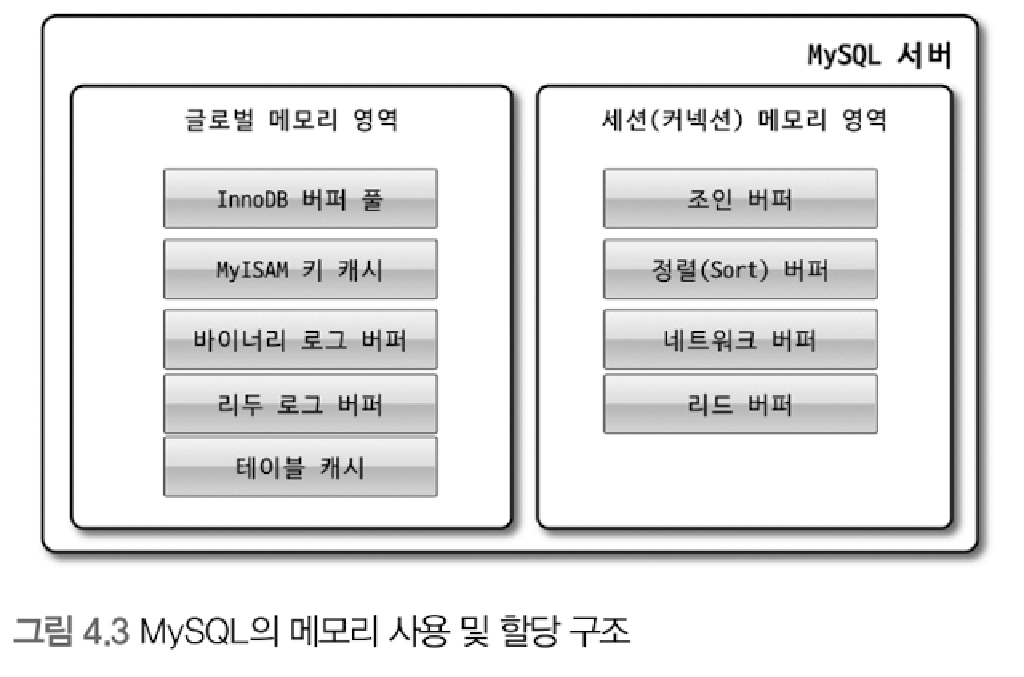 MySQL 서버
글로벌 메모리 영역
InnoDB 버퍼 풀
MyISAM 키 캐시
바이너리 로그 버퍼
리두 로그 버퍼
테이블 캐시
세션(커넥션) 메모리 영역
조인 버퍼
정렬(Sort) 버퍼
네트워크 버퍼
리드 버퍼
그림 4.3 MySQL의 메모리 사용 및 할당 구조